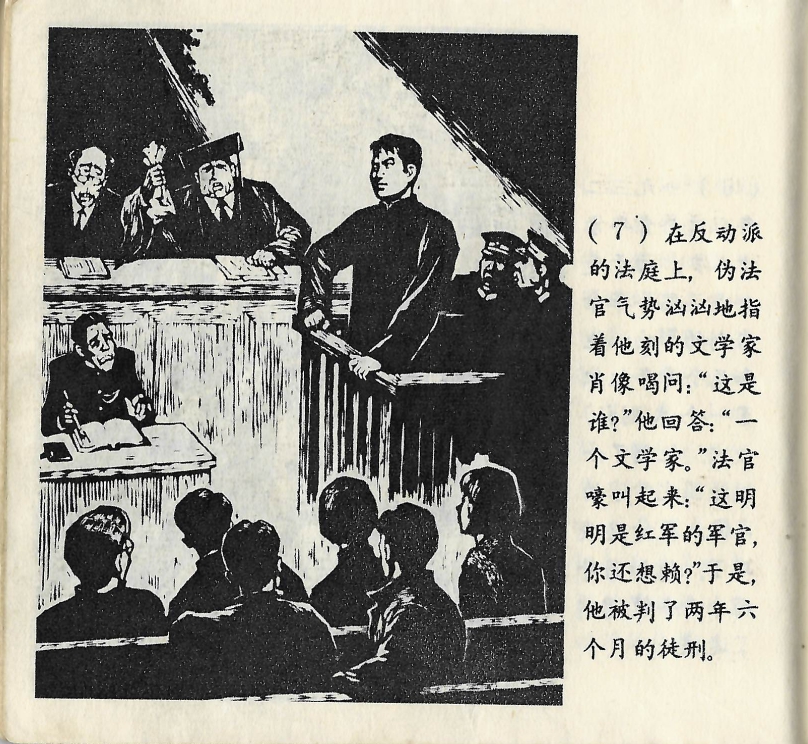 (7)在反动派
的法庭上，伪法
官气势汹汹地指
着他刻的文学家
肖像喝问：“这是
谁？”他回答：“一
个文学家。”法官
嚎叫起来：“这明
明是红军的军官，
你还想赖？”于是，
他被判了两年六
个月的徒刑。